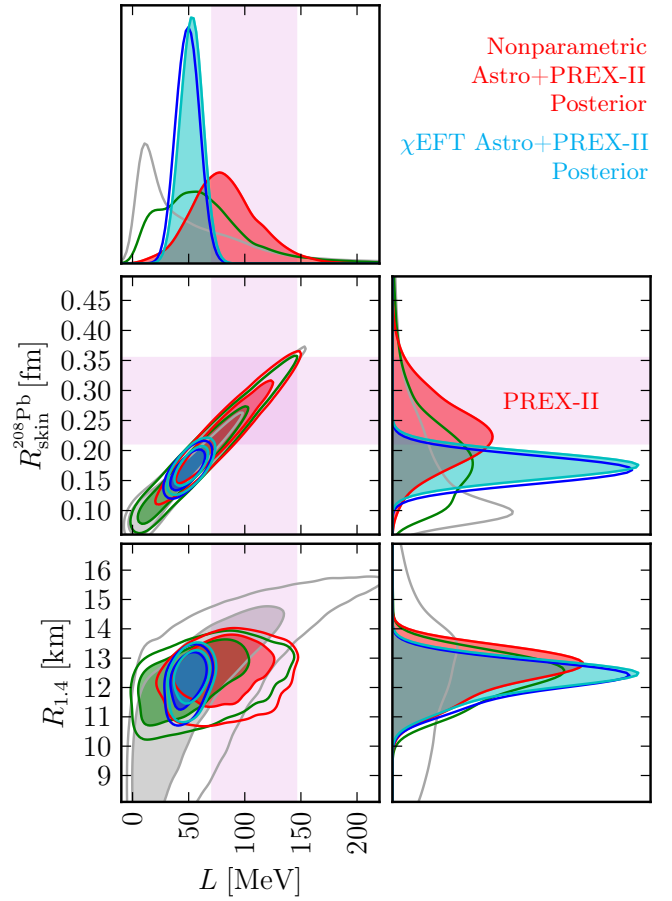 Nonparametric
Astro+PREX-II
Posterior
χEFT Astro+PREX-II
Posterior
0.45
0.40
0.35
0.30
0.25
0.20
0.15
0.10
R_skin^208Pb [fm]
PREX-II
16
15
14
13
12
11
10
9
R_1.4 [km]
0
50
100
150
200
L [MeV]